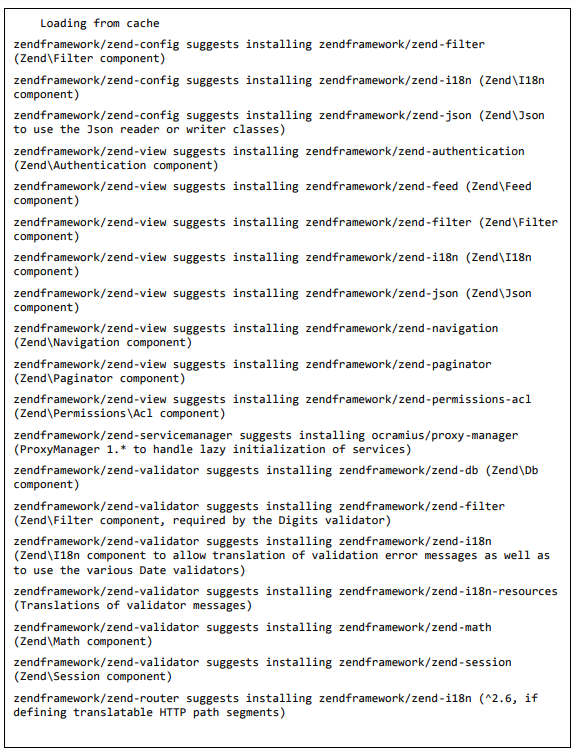 Loading from cache
zendframework/zend-config suggests installing zendframework/zend-filter
(Zend\Filter component)
zendframework/zend-config suggests installing zendframework/zend-i18n (Zend\I18n
component)
zendframework/zend-config suggests installing zendframework/zend-json (Zend\Json
to use the Json reader or writer classes)
zendframework/zend-view suggests installing zendframework/zend-authentication
(Zend\Authentication component)
zendframework/zend-view suggests installing zendframework/zend-feed (Zend\Feed
component)
zendframework/zend-view suggests installing zendframework/zend-filter (Zend\Filter
component)
zendframework/zend-view suggests installing zendframework/zend-i18n (Zend\I18n
component)
zendframework/zend-view suggests installing zendframework/zend-json (Zend\Json
component)
zendframework/zend-view suggests installing zendframework/zend-navigation
(Zend\Navigation component)
zendframework/zend-view suggests installing zendframework/zend-paginator
(Zend\Paginator component)
zendframework/zend-view suggests installing zendframework/zend-permissions-acl
(Zend\Permissions\Acl component)
zendframework/zend-servicemanager suggests installing ocramius/proxy-manager
(ProxyManager 1.* to handle lazy initialization of services)
zendframework/zend-validator suggests installing zendframework/zend-db (Zend\Db
component)
zendframework/zend-validator suggests installing zendframework/zend-filter
(Zend\Filter component, required by the Digits validator)
zendframework/zend-validator suggests installing zendframework/zend-i18n
(Zend\I18n component to allow translation of validation error messages as well as
to use the various Date validators)
zendframework/zend-validator suggests installing zendframework/zend-i18n-resources
(Translations of validator messages)
zendframework/zend-validator suggests installing zendframework/zend-math
(Zend\Math component)
zendframework/zend-validator suggests installing zendframework/zend-session
(Zend\Session component)
zendframework/zend-router suggests installing zendframework/zend-i18n (^2.6, if
defining translatable HTTP path segments)